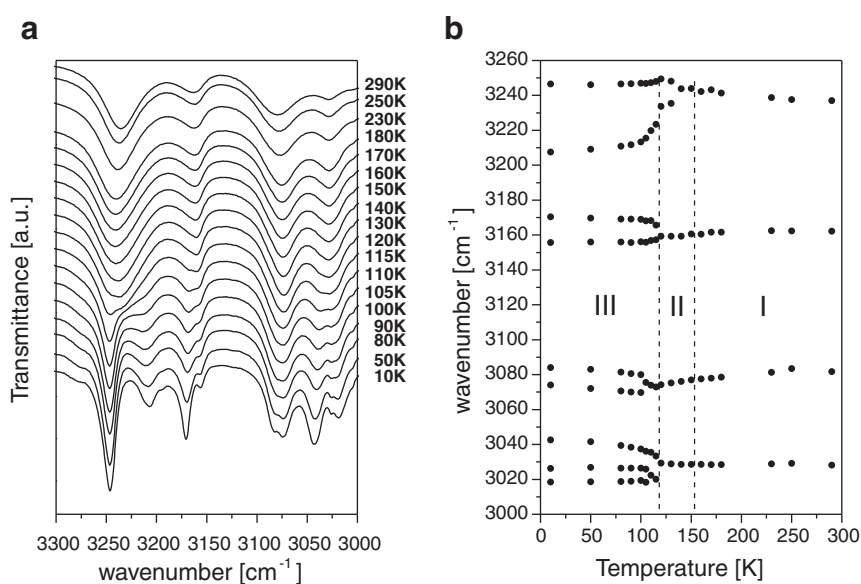 a
Transmittance [a.u.]
290K
250K
230K
180K
170K
160K
150K
140K
130K
120K
115K
110K
105K
100K
90K
80K
50K
10K
3300 3250 3200 3150 3100 3050 3000
wavenumber [cm⁻¹]
b
wavenumber [cm⁻¹]
3260
3240
3220
3200
3180
3160
3140
3120
3100
3080
3060
3040
3020
3000
III II I
0 50 100 150 200 250 300
Temperature [K]